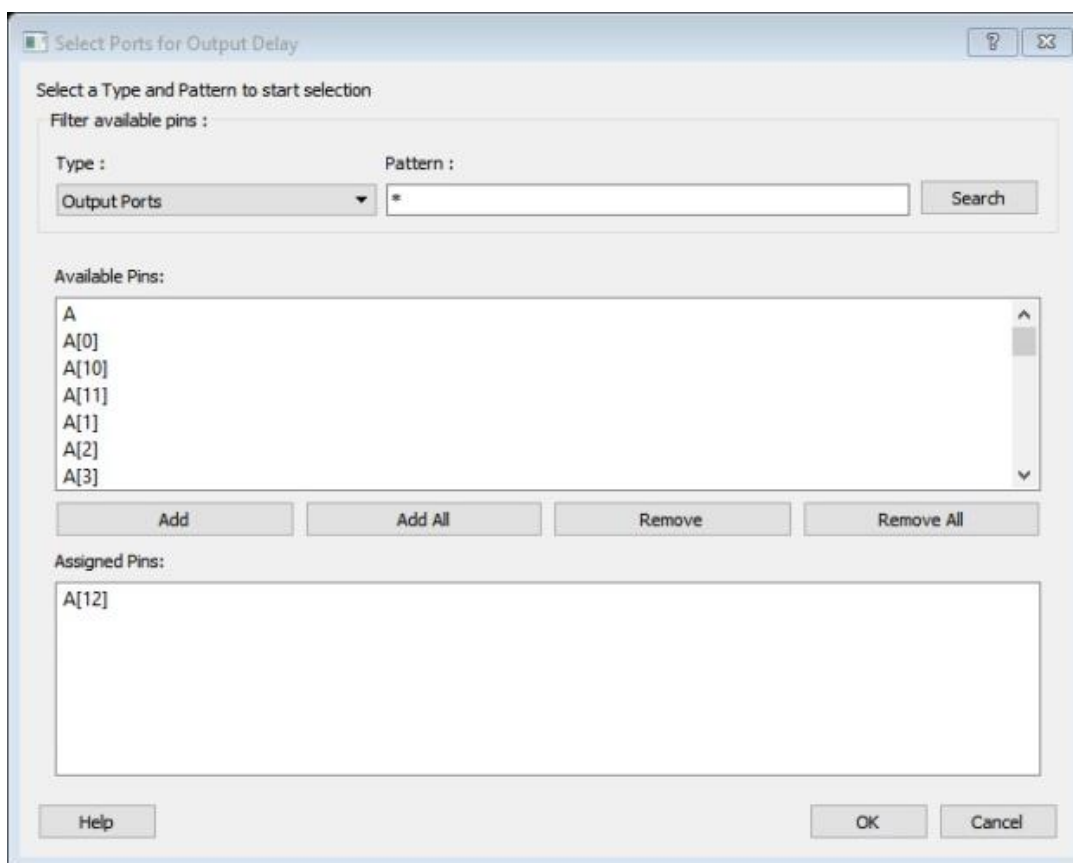 Select Ports for Output Delay
Select a Type and Pattern to start selection
Filter available pins :
Type :
Pattern :
Output Ports
*
Search
Available Pins:
A
A[0]
A[10]
A[11]
A[1]
A[2]
A[3]
Add
Add All
Remove
Remove All
Assigned Pins:
A[12]
Help
OK
Cancel